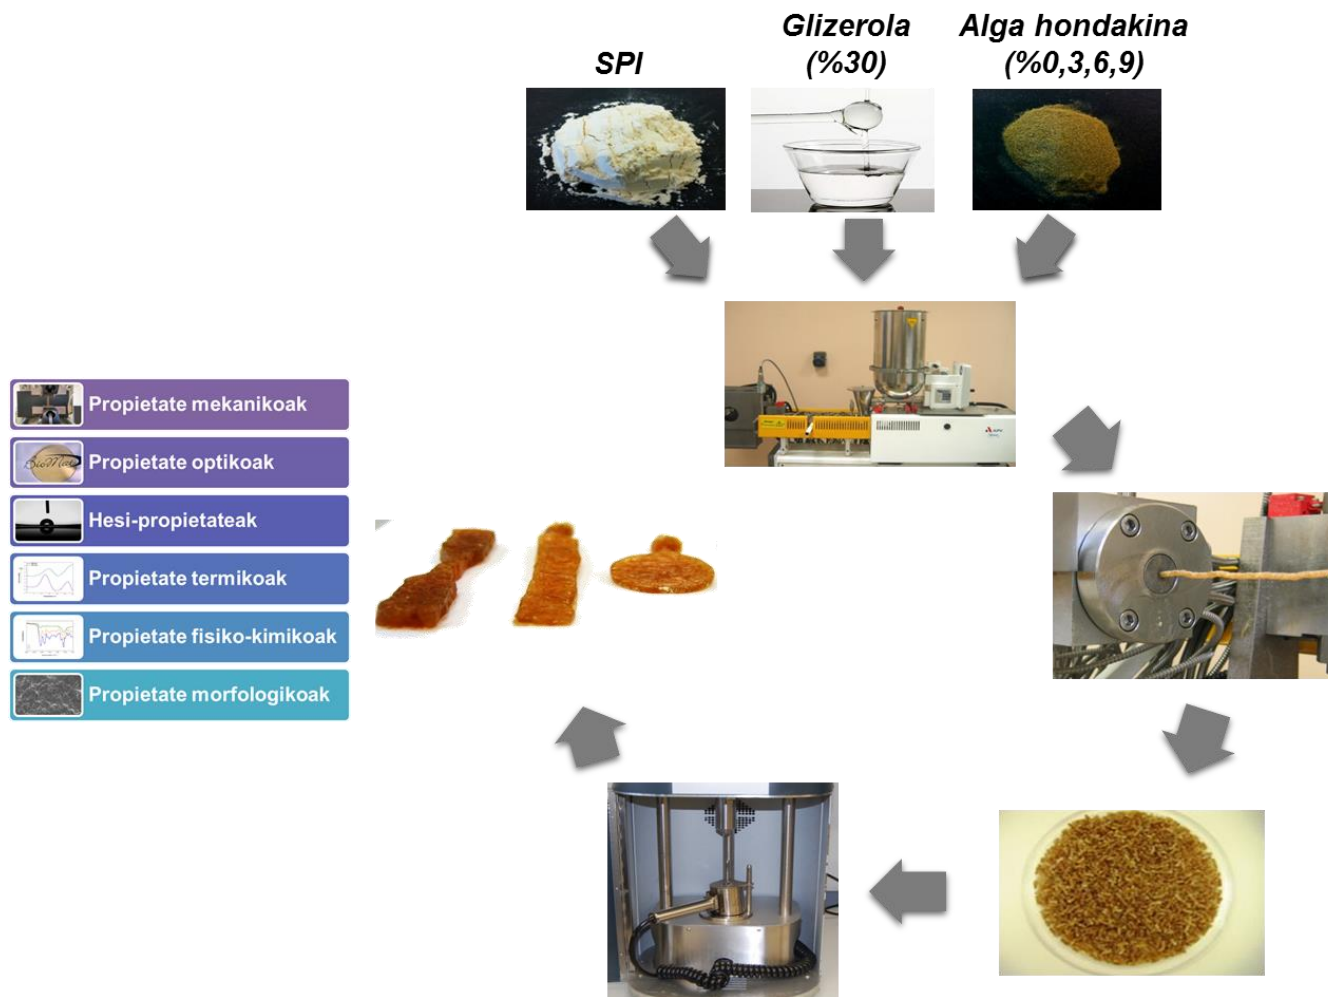 SPI
Glizerola
(%30)
Alga hondakina
(%0,3,6,9)
Propietate mekanikoak
Propietate optikoak
BioMat
Hesi-propietateak
Propietate termikoak
Propietate fisiko-kimikoak
Propietate morfologikoak